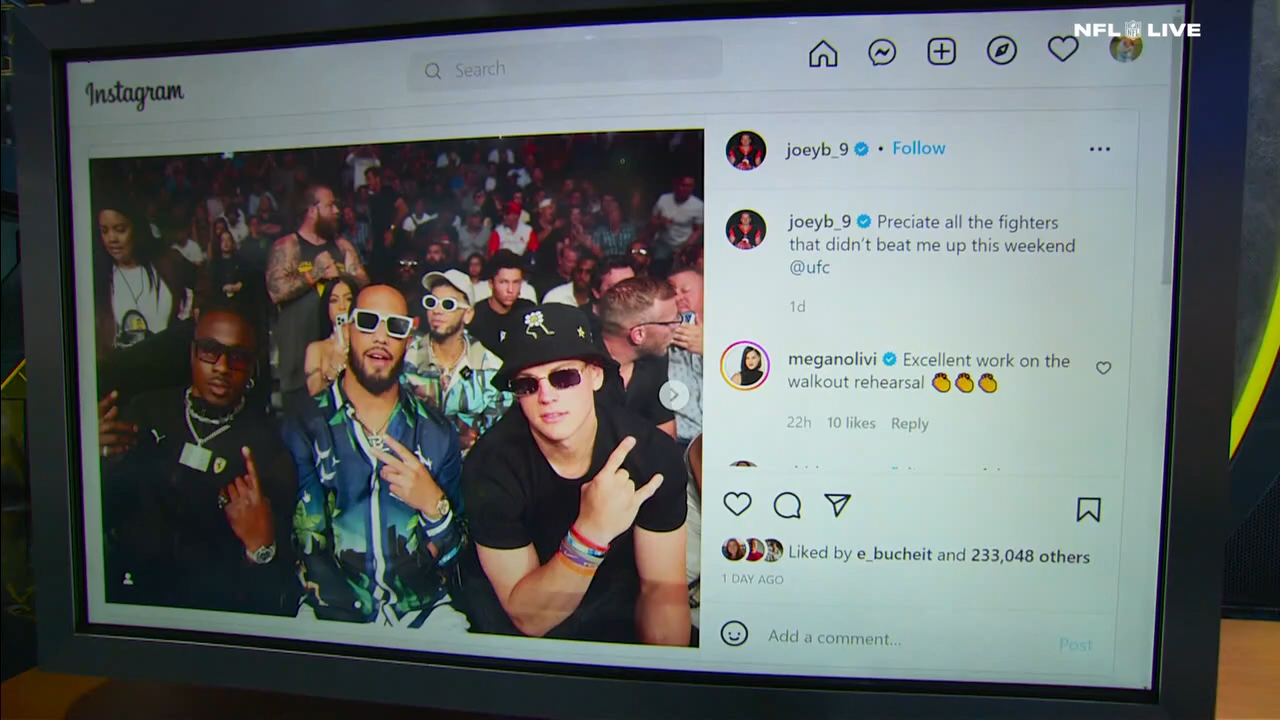 NFL LIVE
Instagram
Search
joeyb_9 • Follow
joeyb_9 Preciate all the fighters
that didn't beat me up this weekend
@ufc
1d
meganolivi Excellent work on the
walkout rehearsal 👏👏👏
22h 10 likes Reply
Liked by e_bucheit and 233,048 others
1 DAY AGO
Add a comment...
Post